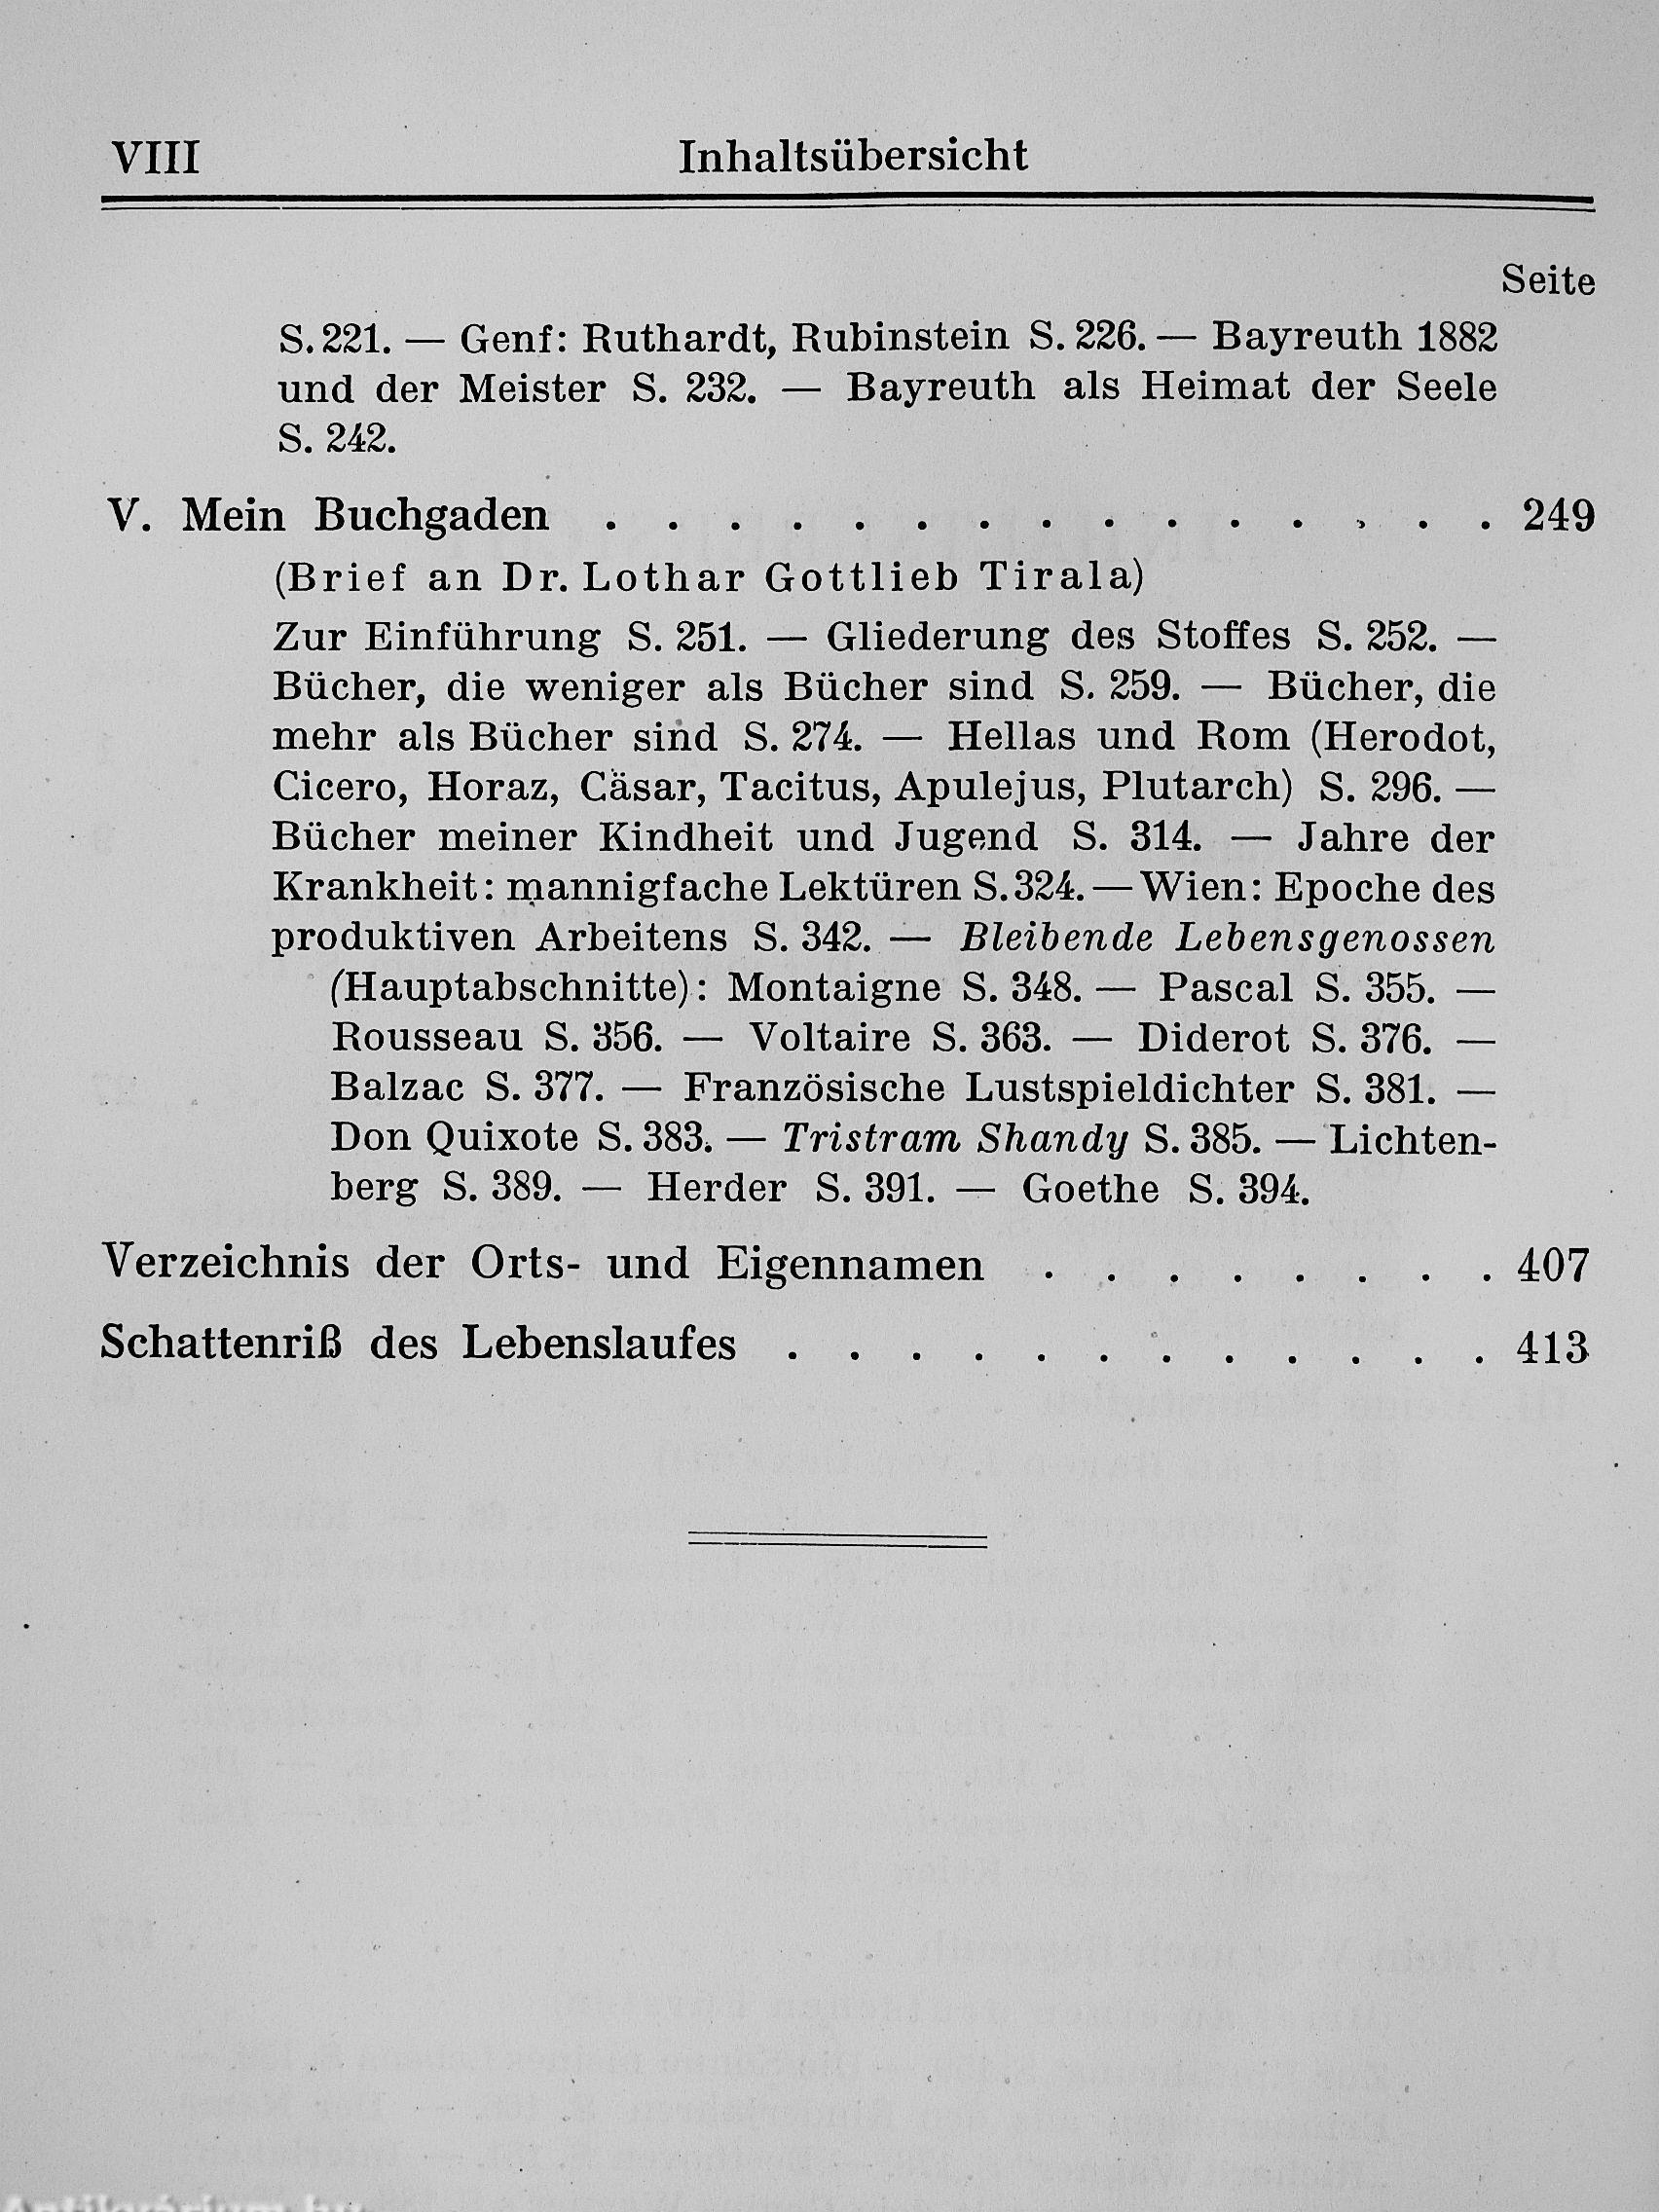 VIII Inhaltsübersicht
Seite
S. 221. — Genf: Ruthardt, Rubinstein S. 226. — Bayreuth 1882
und der Meister S. 232. — Bayreuth als Heimat der Seele
S. 242.
V. Mein Buchgaden . . . . . . . . . . . . . . . 249
(Brief an Dr. Lothar Gottlieb Tirala)
Zur Einführung S. 251. — Gliederung des Stoffes S. 252. —
Bücher, die weniger als Bücher sind S. 259. — Bücher, die
mehr als Bücher sind S. 274. — Hellas und Rom (Herodot,
Cicero, Horaz, Cäsar, Tacitus, Apulejus, Plutarch) S. 296. —
Bücher meiner Kindheit und Jugend S. 314. — Jahre der
Krankheit: mannigfache Lektüren S. 324. — Wien: Epoche des
produktiven Arbeitens S. 342. — Bleibende Lebensgenossen
(Hauptabschnitte): Montaigne S. 348. — Pascal S. 355. —
Rousseau S. 356. — Voltaire S. 363. — Diderot S. 376. —
Balzac S. 377. — Französische Lustspieldichter S. 381. —
Don Quixote S. 383. — Tristram Shandy S. 385. — Lichten-
berg S. 389. — Herder S. 391. — Goethe S. 394.
Verzeichnis der Orts- und Eigennamen . . . . . . . . 407
Schattenriß des Lebenslaufes . . . . . . . . . . . . 413